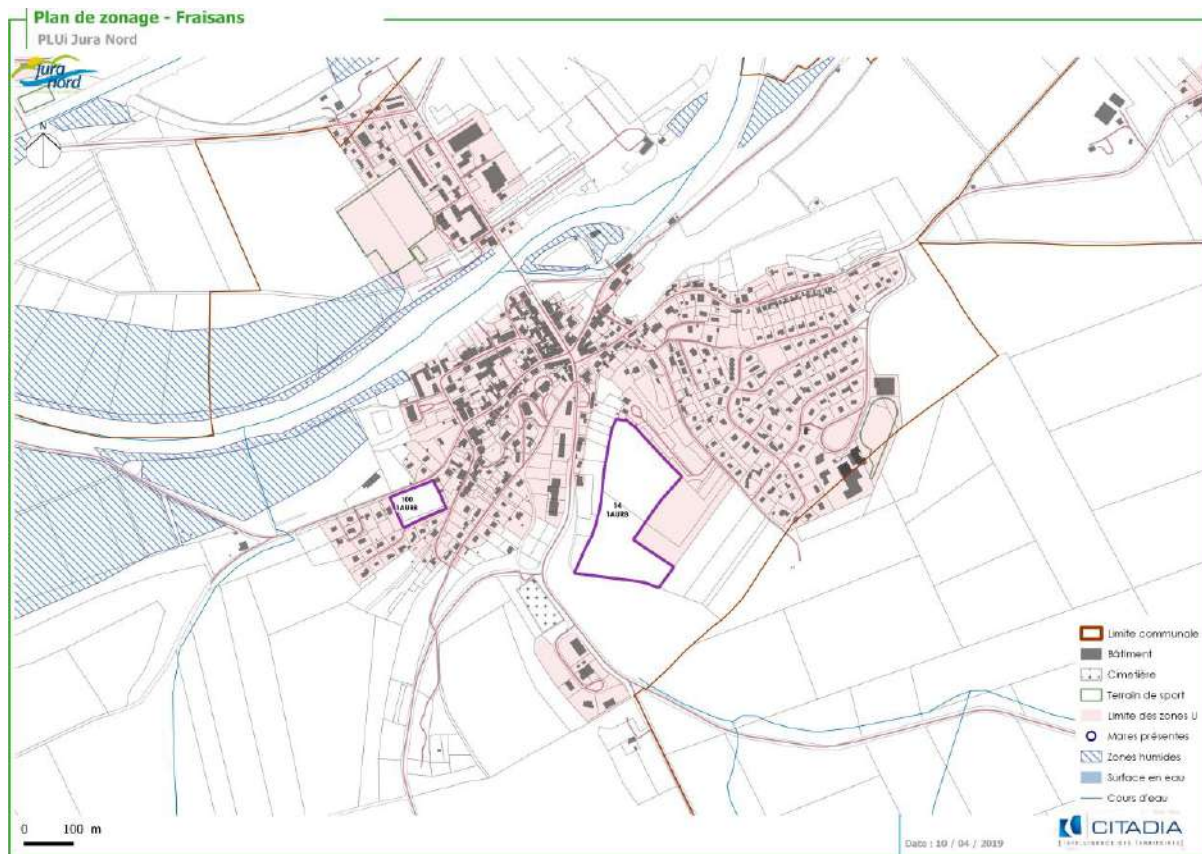 Plan de zonage - Fraisans
PLUi Jura Nord
jura
nord
N
100
1AURB
54
1AURB
Limite communale
Bâtiment
Cimetière
Terrain de sport
Limite des zones U
Mares présentes
Zones humides
Surface en eau
Cours d'eau
0 100 m
Date : 10 / 04 / 2019
CITADIA